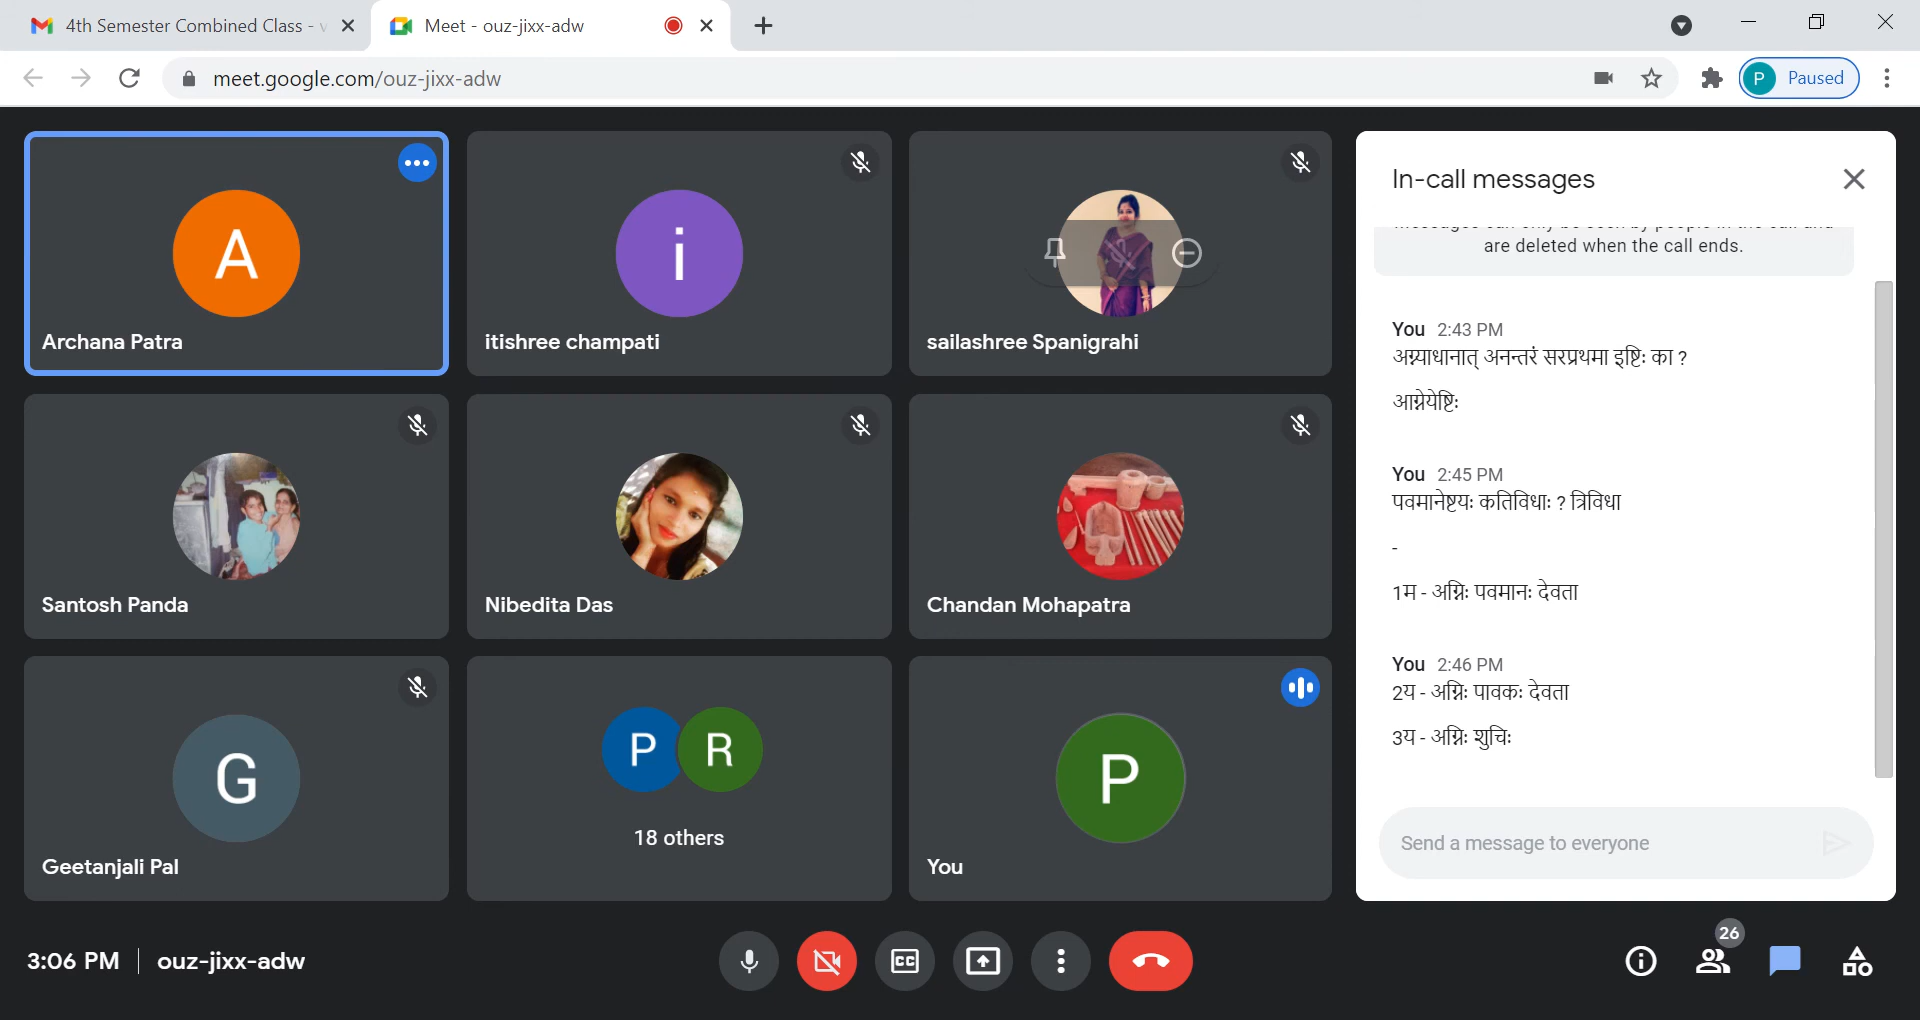 4th Semester Combined Class -
Meet - ouz-jixx-adw
meet.google.com/ouz-jixx-adw
P
Paused
A
Archana Patra
i
itishree champati
sailashree Spanigrahi
Santosh Panda
Nibedita Das
Chandan Mohapatra
G
Geetanjali Pal
P R
18 others
P
You
In-call messages
are deleted when the call ends.
You 2:43 PM
अग्न्याधानात् अनन्तरं सरप्रथमा इष्टिः का ?
आग्नेयेष्टिः
You 2:45 PM
पवमानेष्टयः कतिविधाः ? त्रिविधा
-
1म - अग्निः पवमानः देवता
You 2:46 PM
2य - अग्निः पावकः देवता
3य - अग्निः शुचिः
Send a message to everyone
3:06 PM | ouz-jixx-adw
CC
26